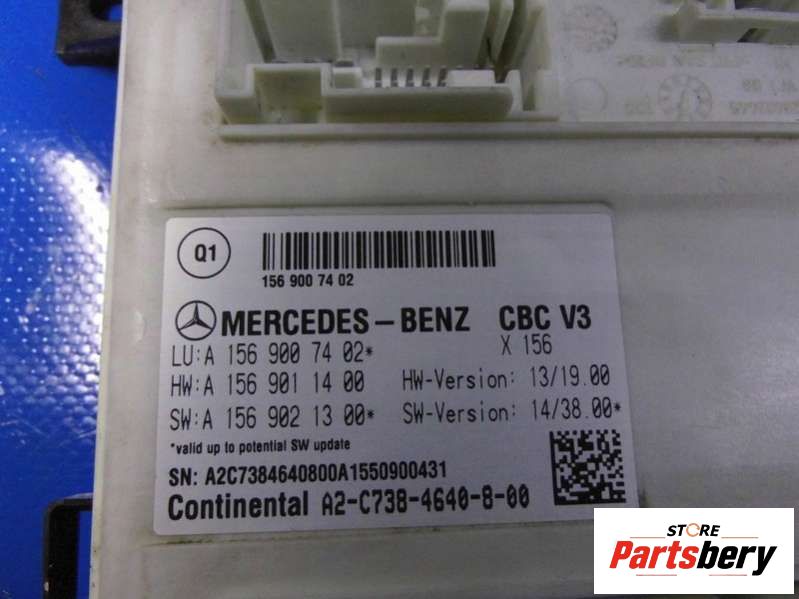 Q1
156 900 74 02
MERCEDES-BENZ CBC V3
LU:A 156 900 74 02* X 156
HW:A 156 901 14 00 HW-Version: 13/19.00
SW:A 156 902 13 00* SW-Version: 14/38.00*
*valid up to potential SW update
SN: A2C7384640800A1550900431
Continental A2-C738-4640-8-00
STORE
Partsbery